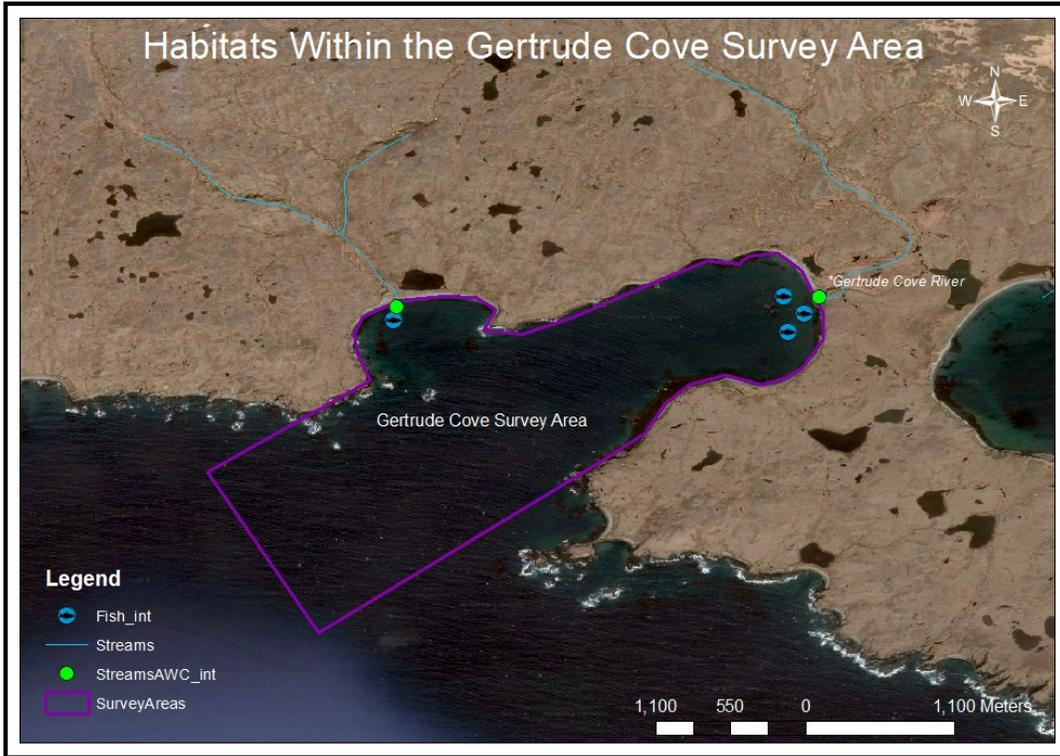 Habitats Within the Gertrude Cove Survey Area
N
W E
S
*Gertrude Cove River
Gertrude Cove Survey Area
Legend
Fish_int
Streams
StreamsAWC_int
SurveyAreas
1,100 550 0 1,100 Meters